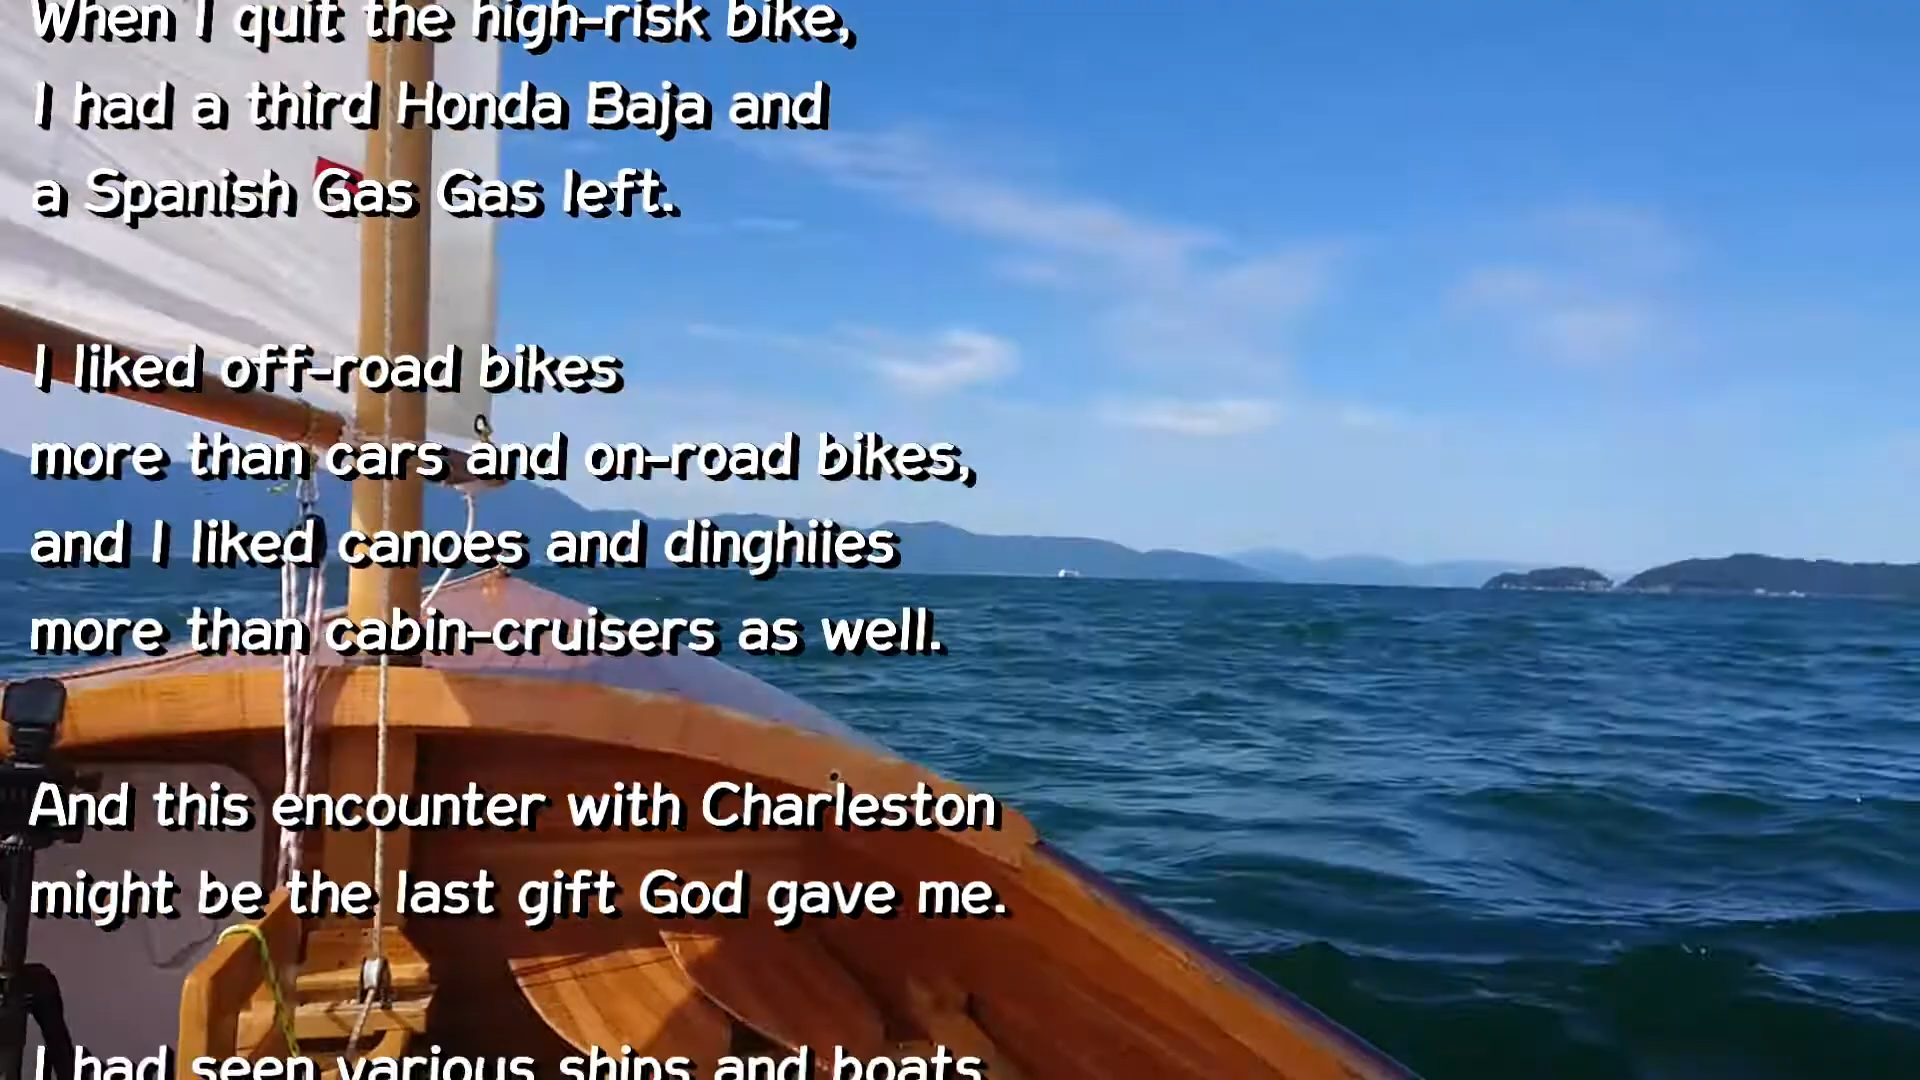 When I quit the high-risk bike,
I had a third Honda Baja and
a Spanish Gas Gas left.
I liked off-road bikes
more than cars and on-road bikes,
and I liked canoes and dinghiies
more than cabin-cruisers as well.
And this encounter with Charleston
might be the last gift God gave me.
I had seen various ships and boats